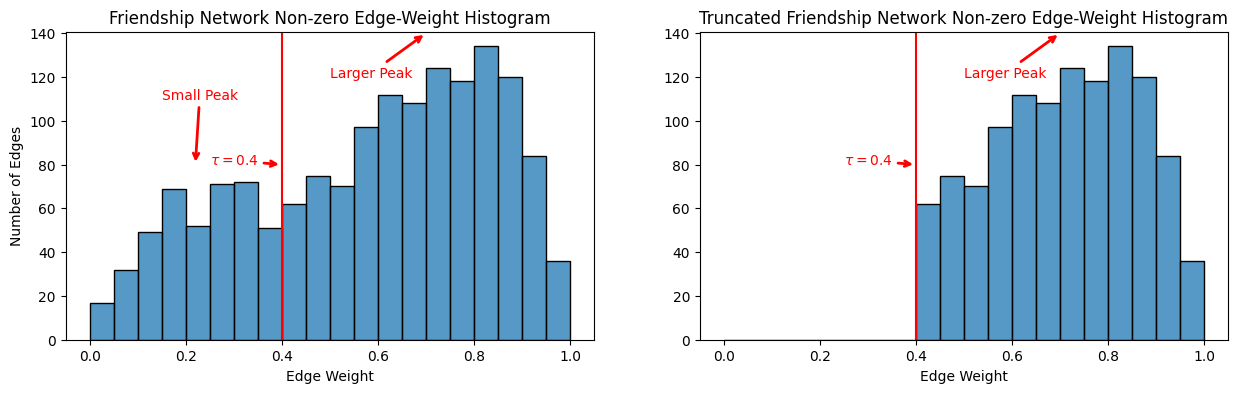 Friendship Network Non-zero Edge-Weight Histogram
140
120
100
80
60
40
20
0
Number of Edges
Larger Peak
Small Peak
τ = 0.4
0.0 0.2 0.4 0.6 0.8 1.0
Edge Weight
Truncated Friendship Network Non-zero Edge-Weight Histogram
140
120
100
80
60
40
20
0
Larger Peak
τ = 0.4
0.0 0.2 0.4 0.6 0.8 1.0
Edge Weight